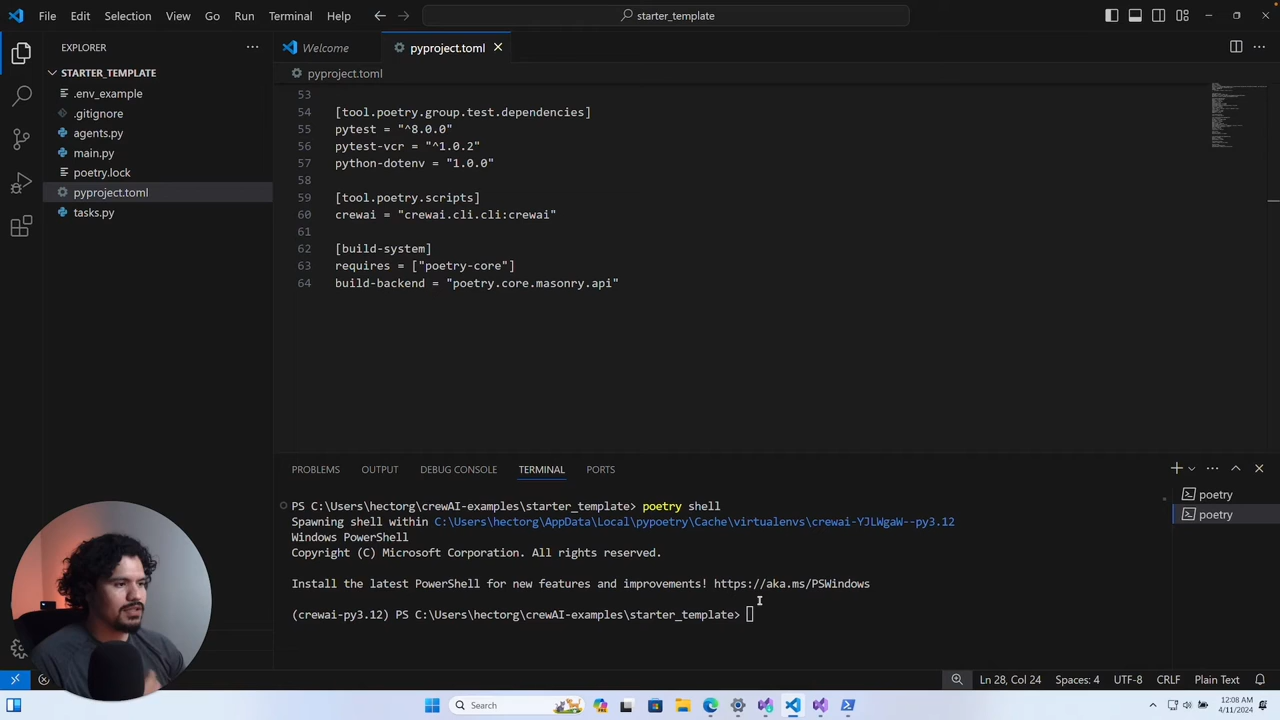 File Edit Selection View Go Run Terminal Help
starter_template
EXPLORER
STARTER_TEMPLATE
.env_example
.gitignore
agents.py
main.py
poetry.lock
pyproject.toml
tasks.py
Welcome
pyproject.toml
pyproject.toml
53
54 [tool.poetry.group.test.dependencies]
55 pytest = "^8.0.0"
56 pytest-vcr = "^1.0.2"
57 python-dotenv = "1.0.0"
58
59 [tool.poetry.scripts]
60 crewai = "crewai.cli.cli:crewai"
61
62 [build-system]
63 requires = ["poetry-core"]
64 build-backend = "poetry.core.masonry.api"
PROBLEMS OUTPUT DEBUG CONSOLE TERMINAL PORTS
PS C:\Users\hectorg\crewAI-examples\starter_template> poetry shell
Spawning shell within C:\Users\hectorg\AppData\Local\pypoetry\Cache\virtualenvs\crewai-YJLWgaW--py3.12
Windows PowerShell
Copyright (C) Microsoft Corporation. All rights reserved.
Install the latest PowerShell for new features and improvements! https://aka.ms/PSWindows
(crewai-py3.12) PS C:\Users\hectorg\crewAI-examples\starter_template>
poetry
poetry
Ln 28, Col 24 Spaces: 4 UTF-8 CRLF Plain Text
Search
12:08 AM
4/11/2024